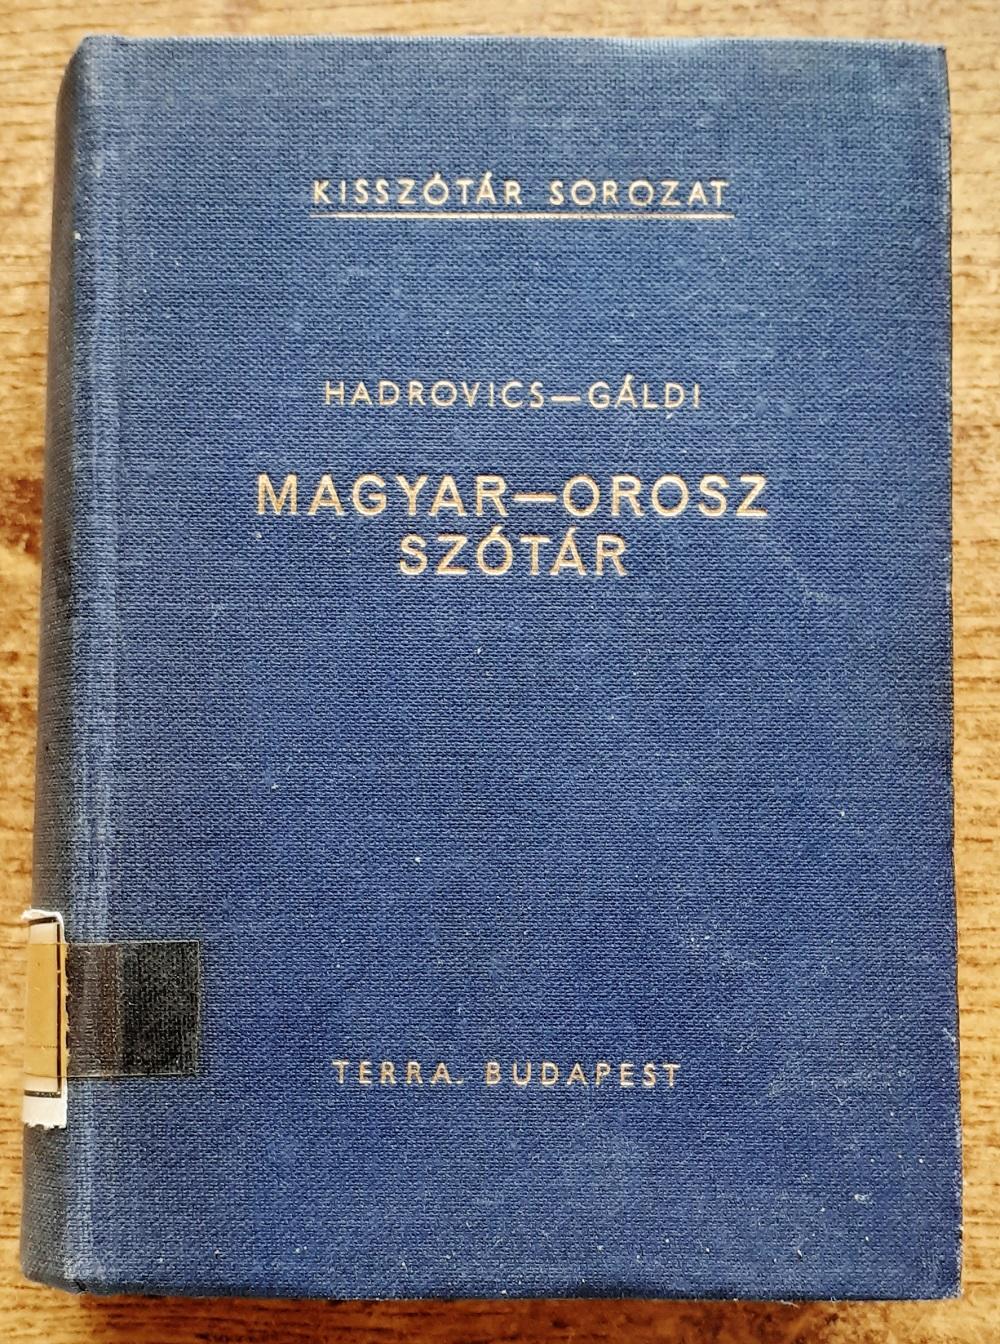 KISSZÓTÁR SOROZAT
HADROVICS—GÁLDI
MAGYAR—OROSZ
SZÓTÁR
TERRA. BUDAPEST